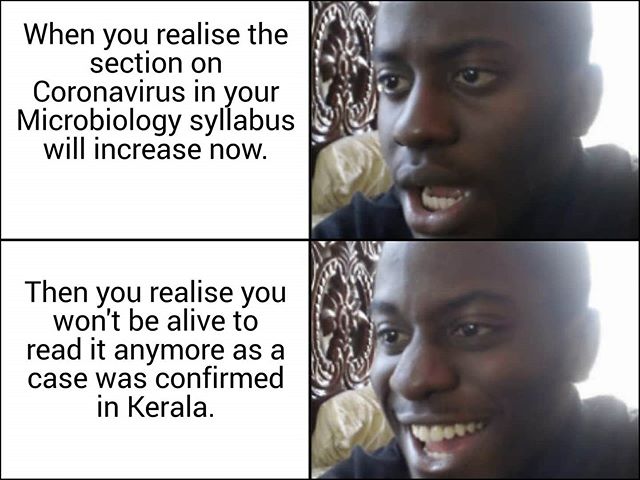 When you realise the
section on
Coronavirus in your
Microbiology syllabus
will increase now.
Then you realise you
won't be alive to
read it anymore as a
case was confirmed
in Kerala.